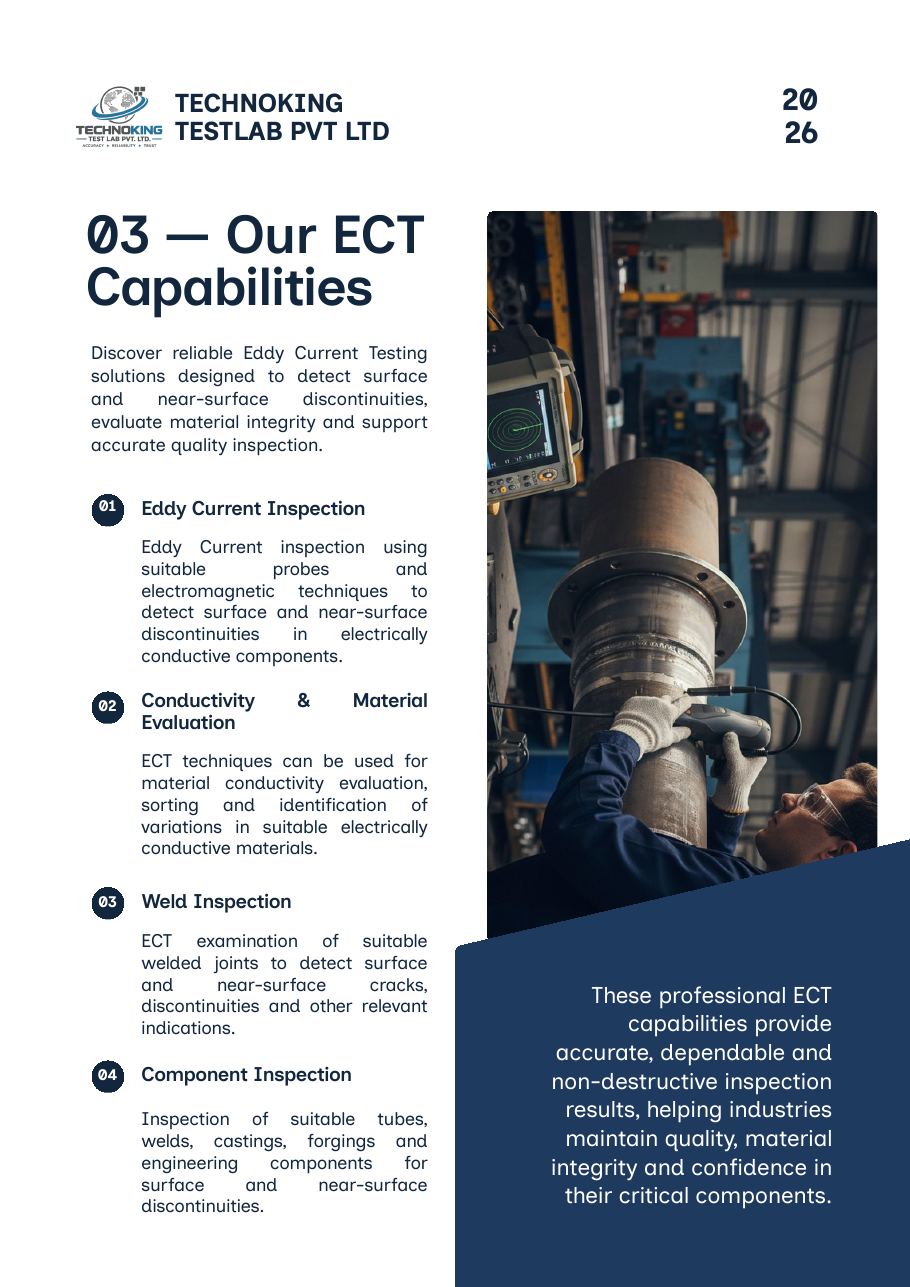 TECHNOKING
TEST LAB PVT. LTD.
ACCURACY • RELIABILITY • TRUST
TECHNOKING
TESTLAB PVT LTD
20
26
03 — Our ECT
Capabilities
Discover reliable Eddy Current Testing
solutions designed to detect surface
and near-surface discontinuities,
evaluate material integrity and support
accurate quality inspection.
01
Eddy Current Inspection
Eddy Current inspection using
suitable probes and
electromagnetic techniques to
detect surface and near-surface
discontinuities in electrically
conductive components.
02
Conductivity & Material
Evaluation
ECT techniques can be used for
material conductivity evaluation,
sorting and identification of
variations in suitable electrically
conductive materials.
03
Weld Inspection
ECT examination of suitable
welded joints to detect surface
and near-surface cracks,
discontinuities and other relevant
indications.
04
Component Inspection
Inspection of suitable tubes,
welds, castings, forgings and
engineering components for
surface and near-surface
discontinuities.
These professional ECT
capabilities provide
accurate, dependable and
non-destructive inspection
results, helping industries
maintain quality, material
integrity and confidence in
their critical components.